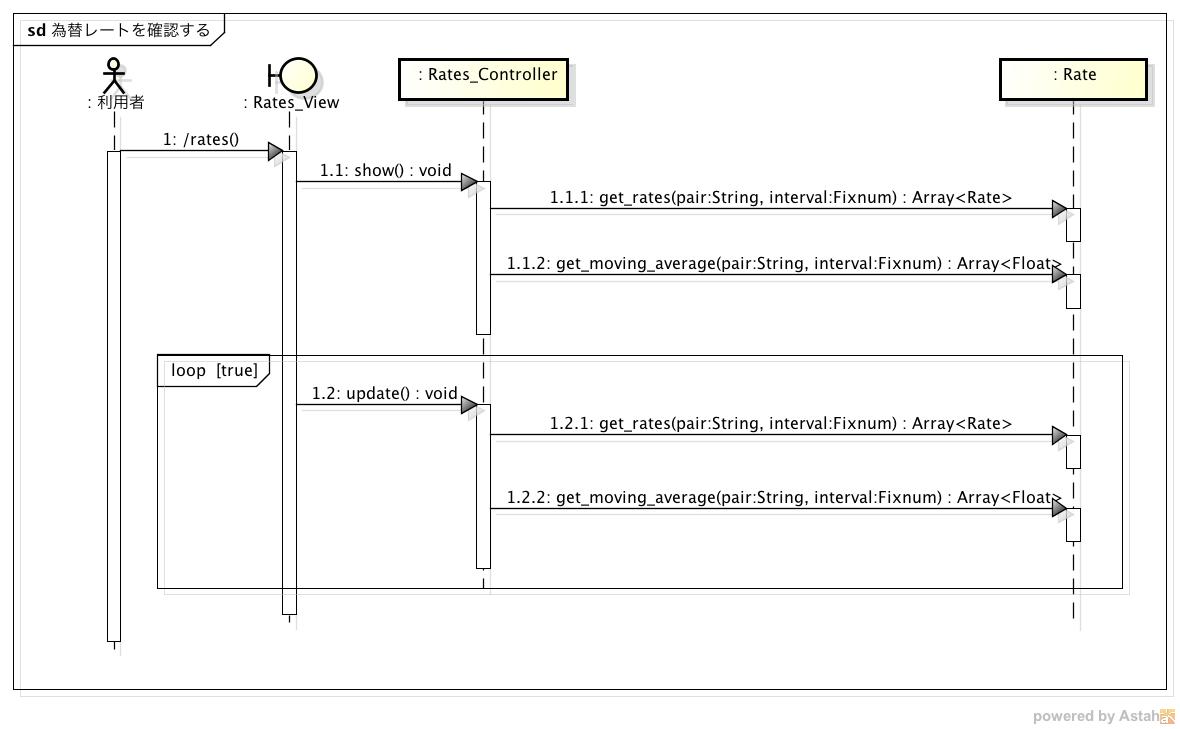 sd 為替レートを確認する
: 利用者
: Rates_View
: Rates_Controller
: Rate
1: /rates()
1.1: show() : void
1.1.1: get_rates(pair:String, interval:Fixnum) : Array<Rate>
1.1.2: get_moving_average(pair:String, interval:Fixnum) : Array<Float>
loop [true]
1.2: update() : void
1.2.1: get_rates(pair:String, interval:Fixnum) : Array<Rate>
1.2.2: get_moving_average(pair:String, interval:Fixnum) : Array<Float>
powered by Astah